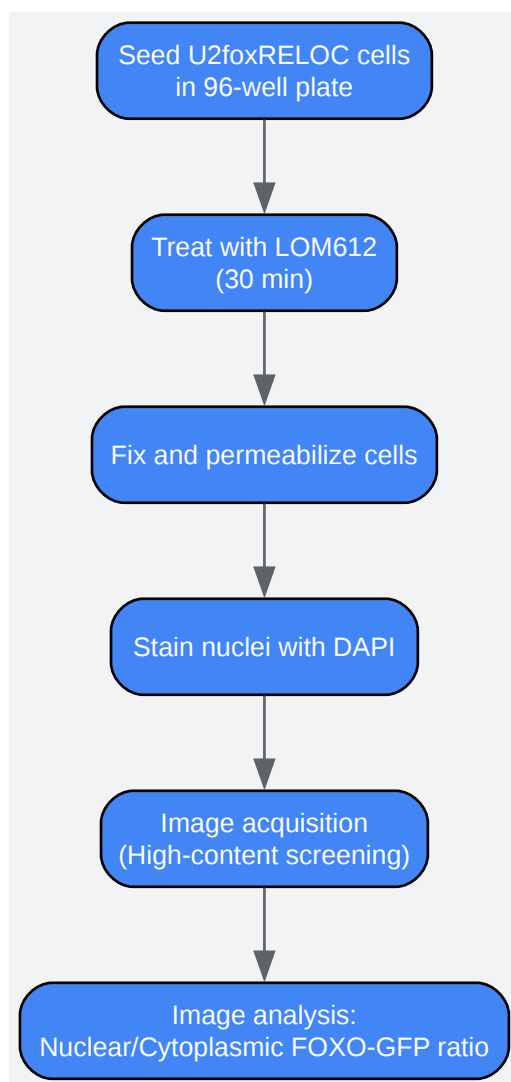 Seed U2foxRELOC cells
in 96-well plate
Treat with LOM612
(30 min)
Fix and permeabilize cells
Stain nuclei with DAPI
Image acquisition
(High-content screening)
Image analysis:
Nuclear/Cytoplasmic FOXO-GFP ratio